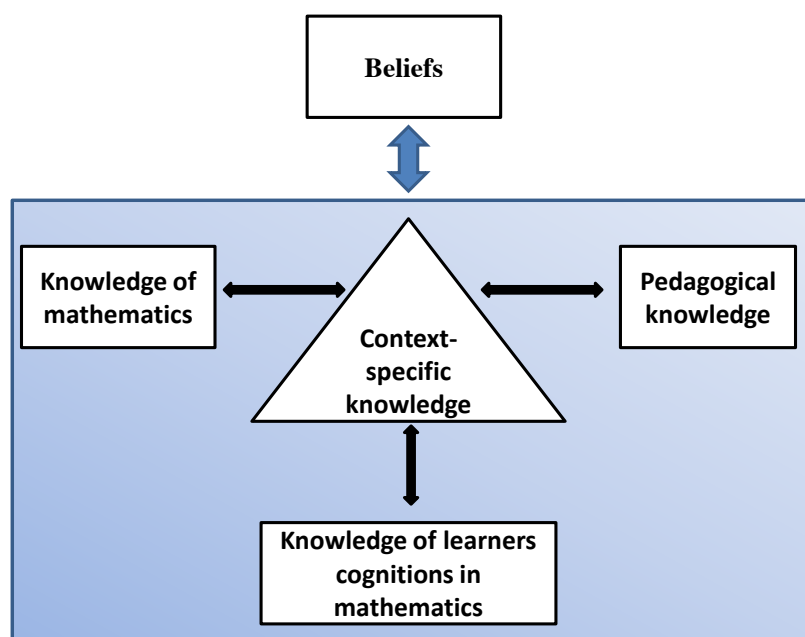 Beliefs
Knowledge of
mathematics
Pedagogical
knowledge
Context-
specific
knowledge
Knowledge of learners
cognitions in
mathematics